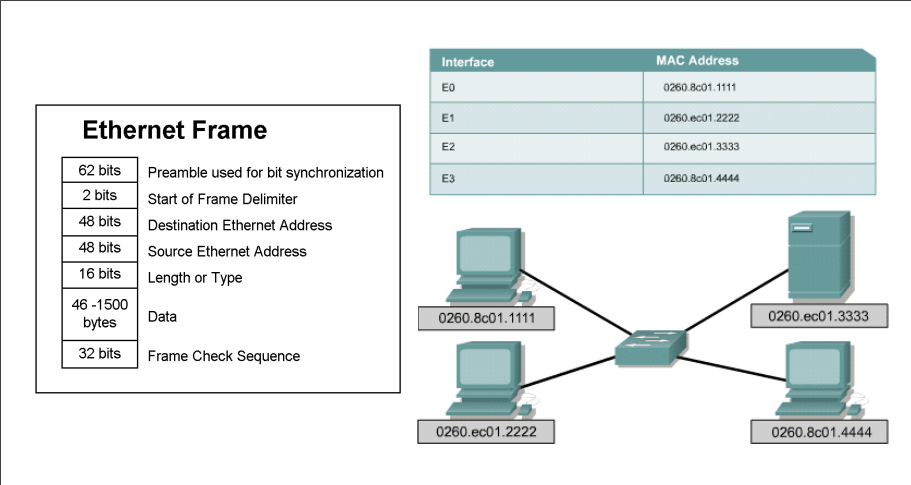 Ethernet Frame
62 bits Preamble used for bit synchronization
2 bits Start of Frame Delimiter
48 bits Destination Ethernet Address
48 bits Source Ethernet Address
16 bits Length or Type
46 -1500
bytes Data
32 bits Frame Check Sequence
Interface MAC Address
E0 0260.8c01.1111
E1 0260.ec01.2222
E2 0260.ec01.3333
E3 0260.8c01.4444
0260.8c01.1111
0260.ec01.3333
0260.ec01.2222
0260.8c01.4444